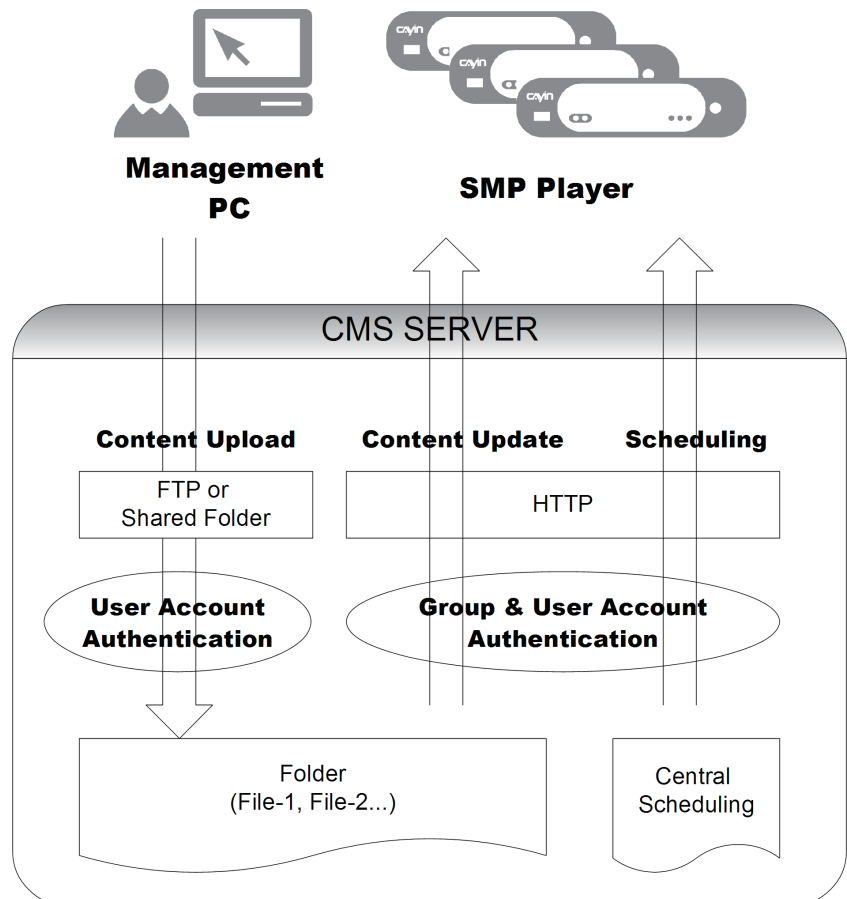 CAYIN
CAYIN
CAYIN
Management
PC
SMP Player
CMS SERVER
Content Upload
Content Update
Scheduling
FTP or
Shared Folder
HTTP
User Account
Authentication
Group & User Account
Authentication
Folder
(File-1, File-2...)
Central
Scheduling